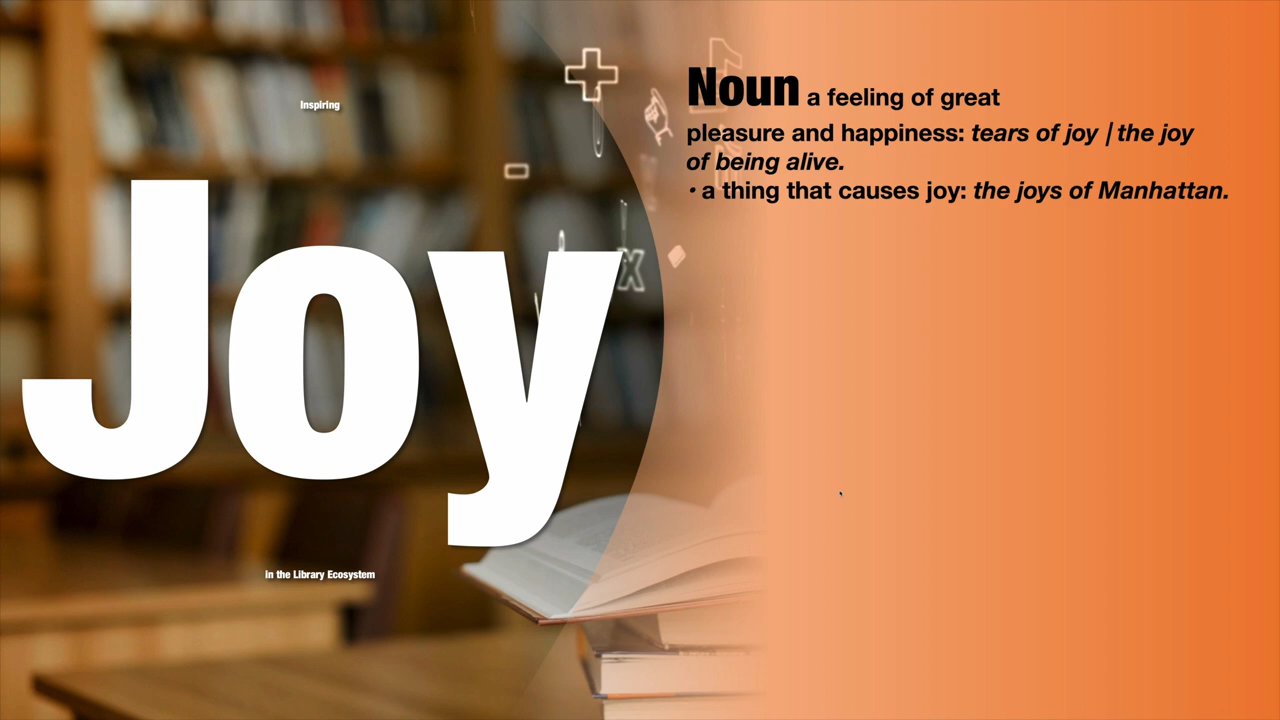 Inspiring
Joy
In the Library Ecosystem
Noun a feeling of great
pleasure and happiness: tears of joy | the joy
of being alive.
• a thing that causes joy: the joys of Manhattan.